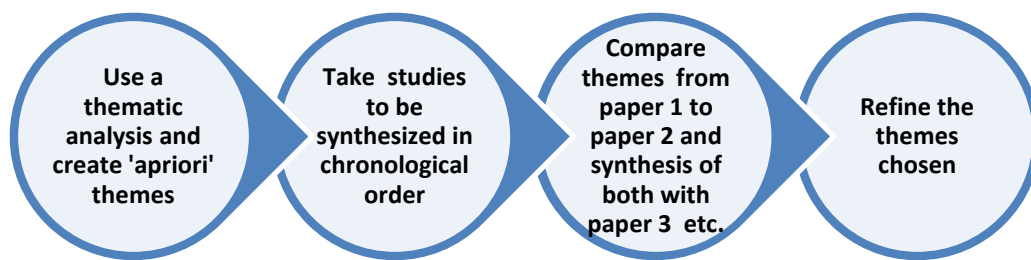 Use a
thematic
analysis and
create 'apriori'
themes
Take studies
to be
synthesized in
chronological
order
Compare
themes from
paper 1 to
paper 2 and
synthesis of
both with
paper 3 etc.
Refine the
themes
chosen